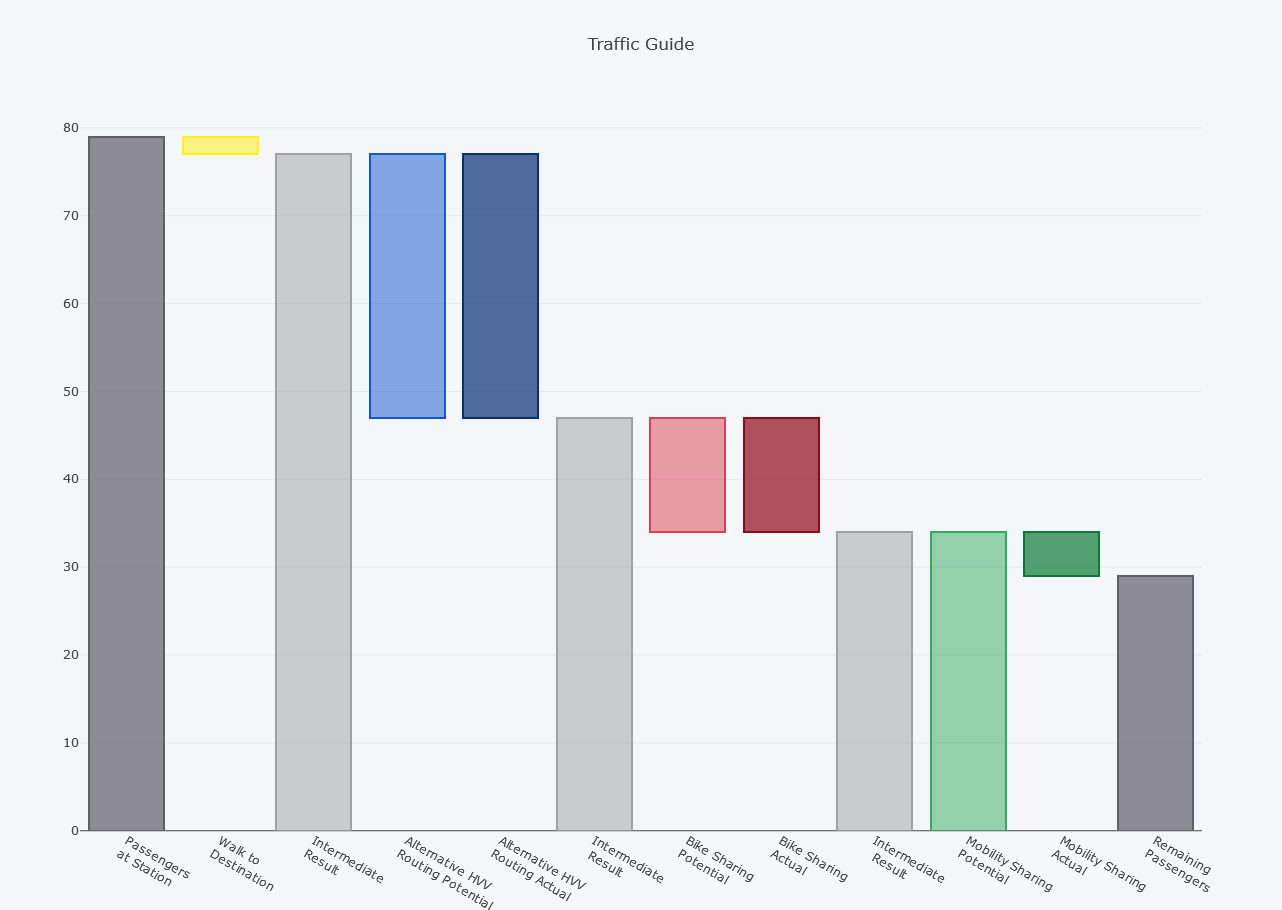 Traffic Guide
80
70
60
50
40
30
20
10
0
Passengers
at Station
Walk to
Destination
Intermediate
Result
Alternative HVV
Routing Potential
Alternative HVV
Routing Actual
Intermediate
Result
Bike Sharing
Potential
Bike Sharing
Actual
Intermediate
Result
Mobility Sharing
Potential
Mobility Sharing
Actual
Remaining
Passengers